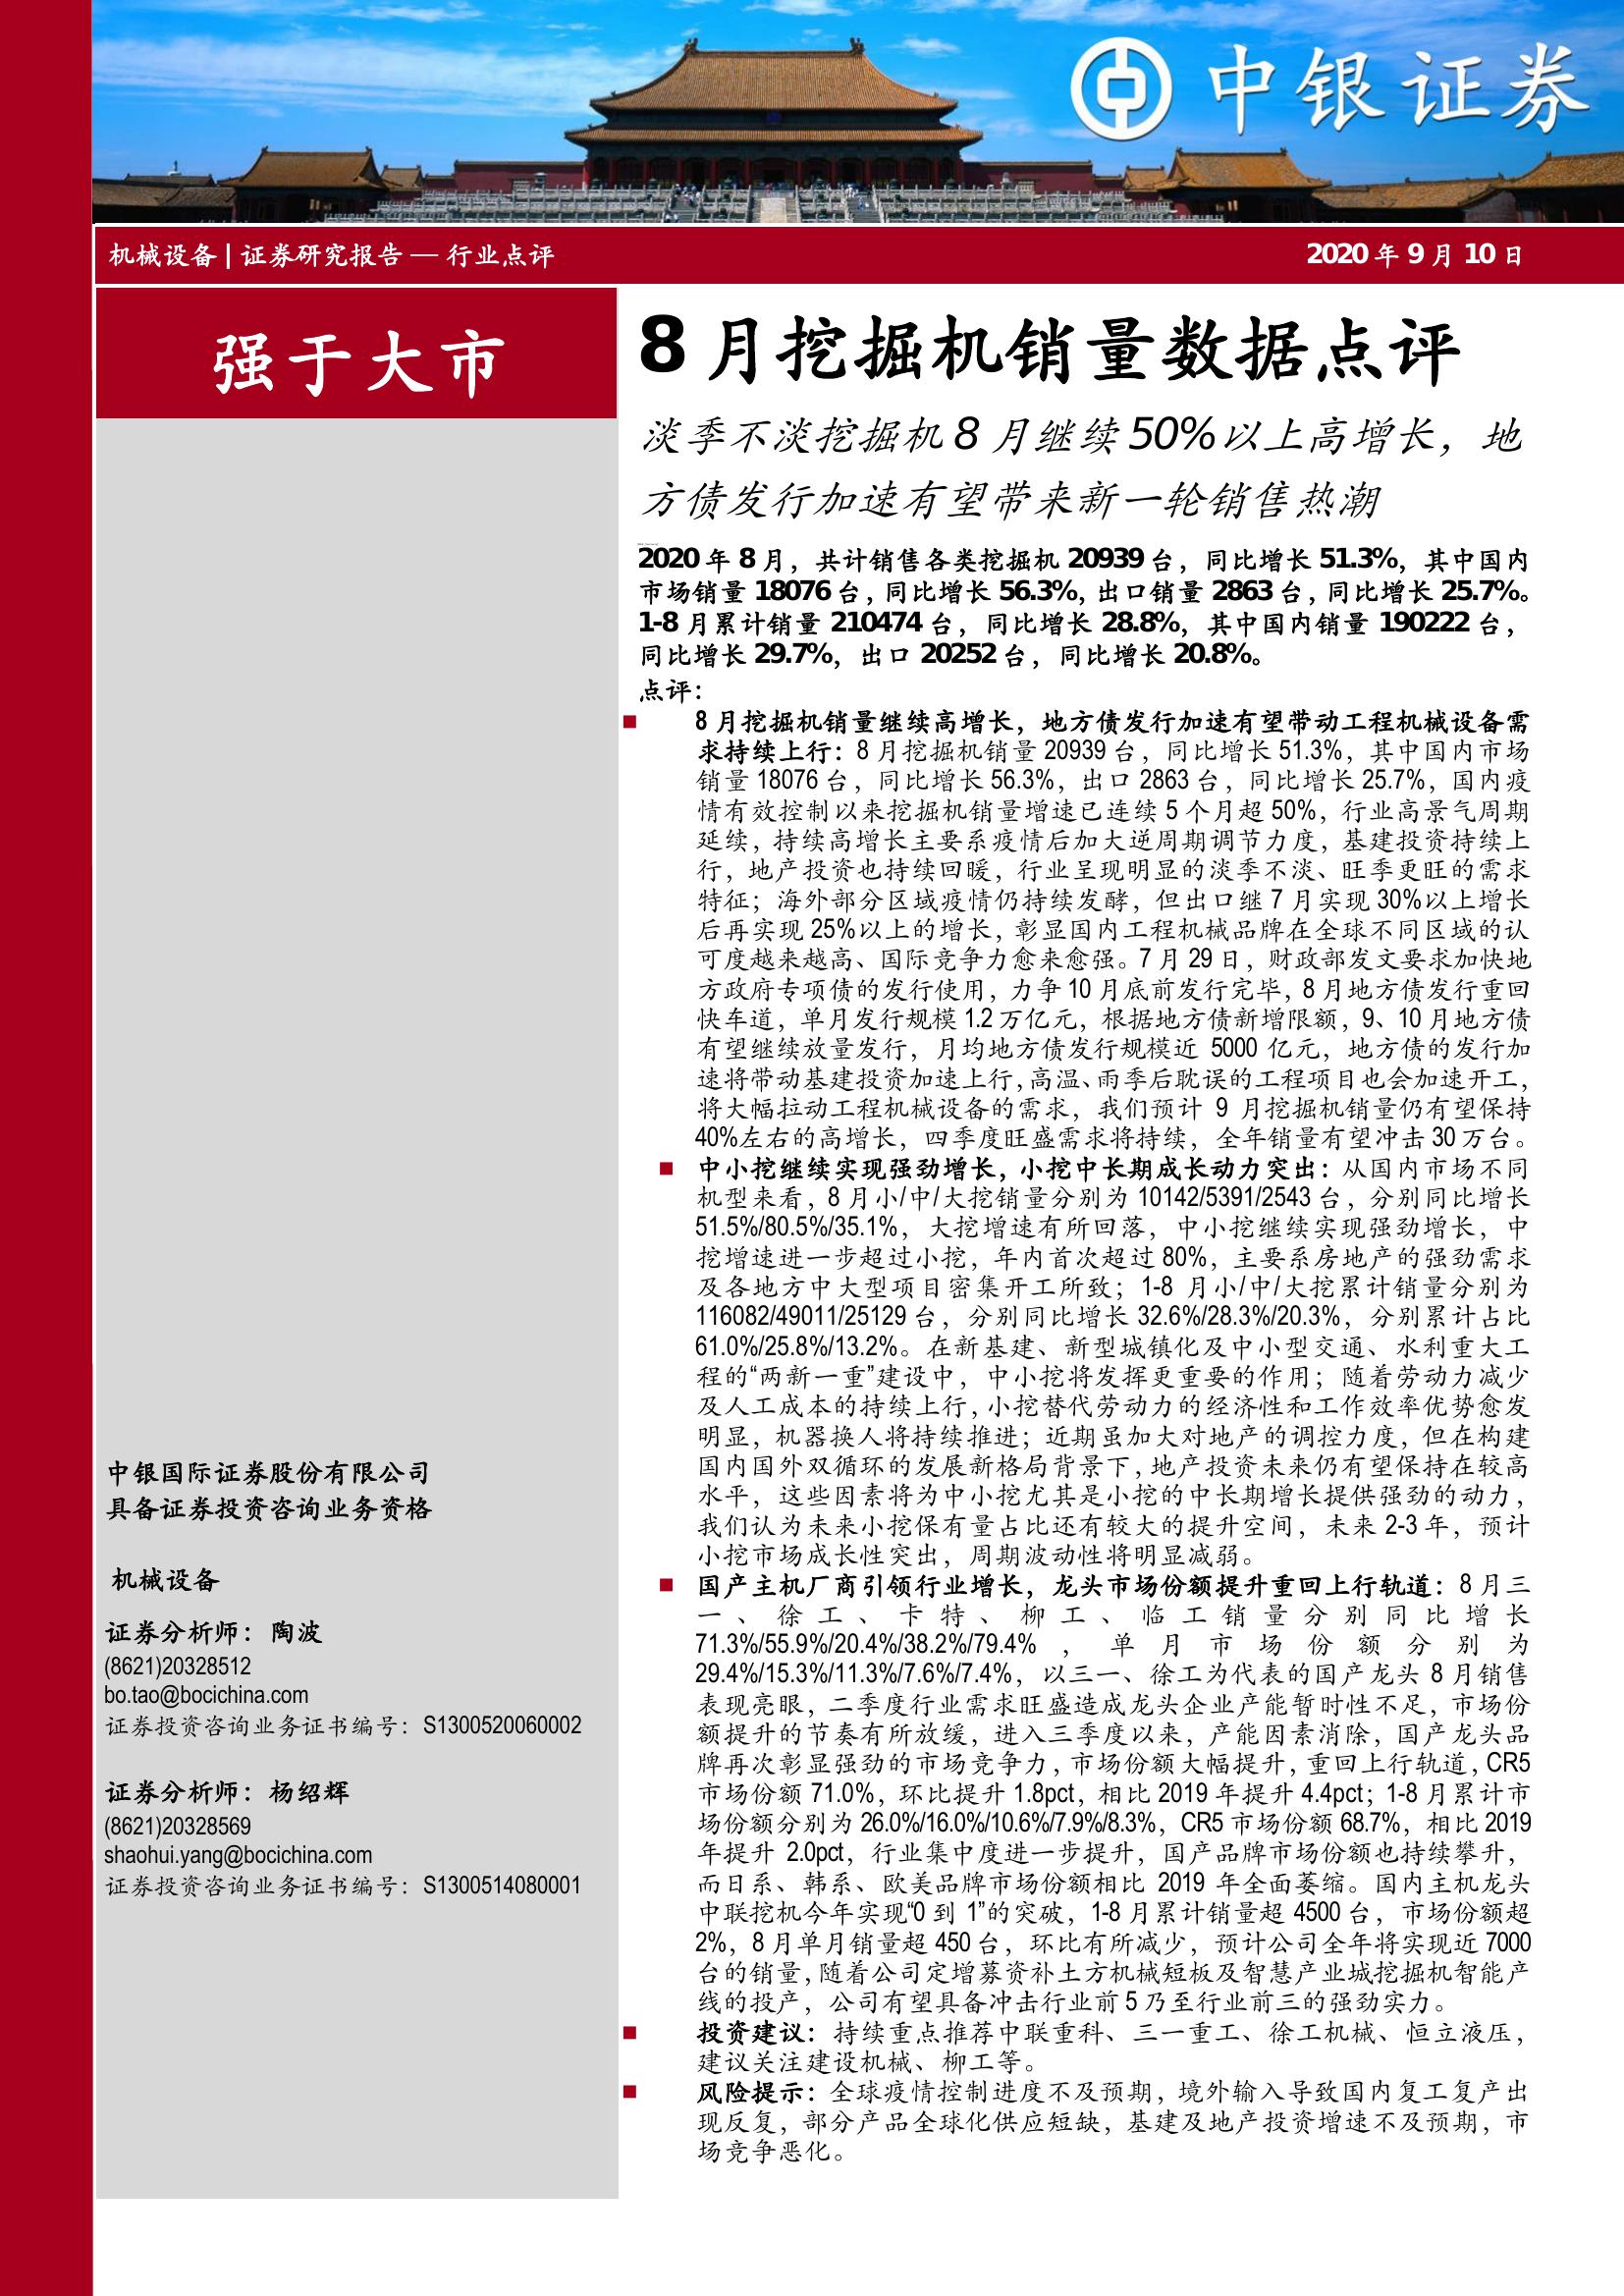 中银证券
机械设备 | 证券研究报告 — 行业点评
2020 年 9 月 10 日
强于大市
8 月挖掘机销量数据点评
淡季不淡挖掘机 8 月继续 50%以上高增长，地
方债发行加速有望带来新一轮销售热潮
2020 年 8 月，共计销售各类挖掘机 20939 台，同比增长 51.3%，其中国内
市场销量 18076 台，同比增长 56.3%，出口销量 2863 台，同比增长 25.7%。
1-8 月累计销量 210474 台，同比增长 28.8%，其中国内销量 190222 台，
同比增长 29.7%，出口 20252 台，同比增长 20.8%。
点评：
■ 8 月挖掘机销量继续高增长，地方债发行加速有望带动工程机械设备需
求持续上行：8 月挖掘机销量 20939 台，同比增长 51.3%，其中国内市场
销量 18076 台，同比增长 56.3%，出口 2863 台，同比增长 25.7%，国内疫
情有效控制以来挖掘机销量增速已连续 5 个月超 50%，行业高景气周期
延续，持续高增长主要系疫情后加大逆周期调节力度，基建投资持续上
行，地产投资也持续回暖，行业呈现明显的淡季不淡、旺季更旺的需求
特征；海外部分区域疫情仍持续发酵，但出口继 7 月实现 30%以上增长
后再实现 25%以上的增长，彰显国内工程机械品牌在全球不同区域的认
可度越来越高、国际竞争力愈来愈强。7 月 29 日，财政部发文要求加快地
方政府专项债的发行使用，力争 10 月底前发行完毕，8 月地方债发行重回
快车道，单月发行规模 1.2 万亿元，根据地方债新增限额，9、10 月地方债
有望继续放量发行，月均地方债发行规模近 5000 亿元，地方债的发行加
速将带动基建投资加速上行，高温、雨季后耽误的工程项目也会加速开工，
将大幅拉动工程机械设备的需求，我们预计 9 月挖掘机销量仍有望保持
40%左右的高增长，四季度旺盛需求将持续，全年销量有望冲击 30 万台。
■ 中小挖继续实现强劲增长，小挖中长期成长动力突出：从国内市场不同
机型来看，8 月小/中/大挖销量分别为 10142/5391/2543 台，分别同比增长
51.5%/80.5%/35.1%，大挖增速有所回落，中小挖继续实现强劲增长，中
挖增速进一步超过小挖，年内首次超过 80%，主要系房地产的强劲需求
及各地方中大型项目密集开工所致；1-8 月小/中/大挖累计销量分别为
116082/49011/25129 台，分别同比增长 32.6%/28.3%/20.3%，分别累计占比
61.0%/25.8%/13.2%。在新基建、新型城镇化及中小型交通、水利重大工
程的“两新一重”建设中，中小挖将发挥更重要的作用；随着劳动力减少
及人工成本的持续上行，小挖替代劳动力的经济性和工作效率优势愈发
明显，机器换人将持续推进；近期虽加大对地产的调控力度，但在构建
国内国外双循环的发展新格局背景下，地产投资未来仍有望保持在较高
水平，这些因素将为中小挖尤其是小挖的中长期增长提供强劲的动力，
我们认为未来小挖保有量占比还有较大的提升空间，未来 2-3 年，预计
小挖市场成长性突出，周期波动性将明显减弱。
■ 国产主机厂商引领行业增长，龙头市场份额提升重回上行轨道：8 月三
一、徐工、卡特、柳工、临工销量分别同比增长
71.3%/55.9%/20.4%/38.2%/79.4%，单月市场份额分别为
29.4%/15.3%/11.3%/7.6%/7.4%，以三一、徐工为代表的国产龙头 8 月销售
表现亮眼，二季度行业需求旺盛造成龙头企业产能暂时性不足，市场份
额提升的节奏有所放缓，进入三季度以来，产能因素消除，国产龙头品
牌再次彰显强劲的市场竞争力，市场份额大幅提升，重回上行轨道，CR5
市场份额 71.0%，环比提升 1.8pct，相比 2019 年提升 4.4pct；1-8 月累计市
场份额分别为 26.0%/16.0%/10.6%/7.9%/8.3%，CR5 市场份额 68.7%，相比 2019
年提升 2.0pct，行业集中度进一步提升，国产品牌市场份额也持续攀升，
而日系、韩系、欧美品牌市场份额相比 2019 年全面萎缩。国内主机龙头
中联挖机今年实现“0 到 1”的突破，1-8 月累计销量超 4500 台，市场份额超
2%，8 月单月销量超 450 台，环比有所减少，预计公司全年将实现近 7000
台的销量，随着公司定增募资补土方机械短板及智慧产业城挖掘机智能产
线的投产，公司有望具备冲击行业前 5 乃至行业前三的强劲实力。
■ 投资建议：持续重点推荐中联重科、三一重工、徐工机械、恒立液压，
建议关注建设机械、柳工等。
■ 风险提示：全球疫情控制进度不及预期，境外输入导致国内复工复产出
现反复，部分产品全球化供应短缺，基建及地产投资增速不及预期，市
场竞争恶化。
中银国际证券股份有限公司
具备证券投资咨询业务资格
机械设备
证券分析师：陶波
(8621)20328512
bo.tao@bocichina.com
证券投资咨询业务证书编号：S1300520060002
证券分析师：杨绍辉
(8621)20328569
shaohui.yang@bocichina.com
证券投资咨询业务证书编号：S1300514080001